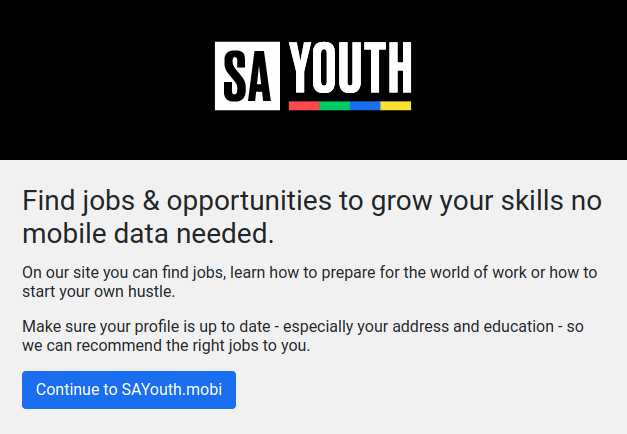 SA YOUTH
Find jobs & opportunities to grow your skills no
mobile data needed.
On our site you can find jobs, learn how to prepare for the world of work or how to
start your own hustle.
Make sure your profile is up to date - especially your address and education - so
we can recommend the right jobs to you.
Continue to SAYouth.mobi